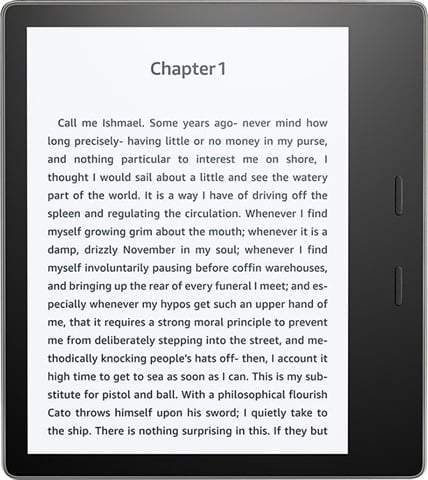 Chapter 1
Call me Ishmael. Some years ago- never mind how
long precisely- having little or no money in my purse,
and nothing particular to interest me on shore, I
thought I would sail about a little and see the watery
part of the world. It is a way I have of driving off the
spleen and regulating the circulation. Whenever I find
myself growing grim about the mouth; whenever it is a
damp, drizzly November in my soul; whenever I find
myself involuntarily pausing before coffin warehouses,
and bringing up the rear of every funeral I meet; and es-
pecially whenever my hypos get such an upper hand of
me, that it requires a strong moral principle to prevent
me from deliberately stepping into the street, and me-
thodically knocking people's hats off- then, I account it
high time to get to sea as soon as I can. This is my sub-
stitute for pistol and ball. With a philosophical flourish
Cato throws himself upon his sword; I quietly take to
the ship. There is nothing surprising in this. If they but